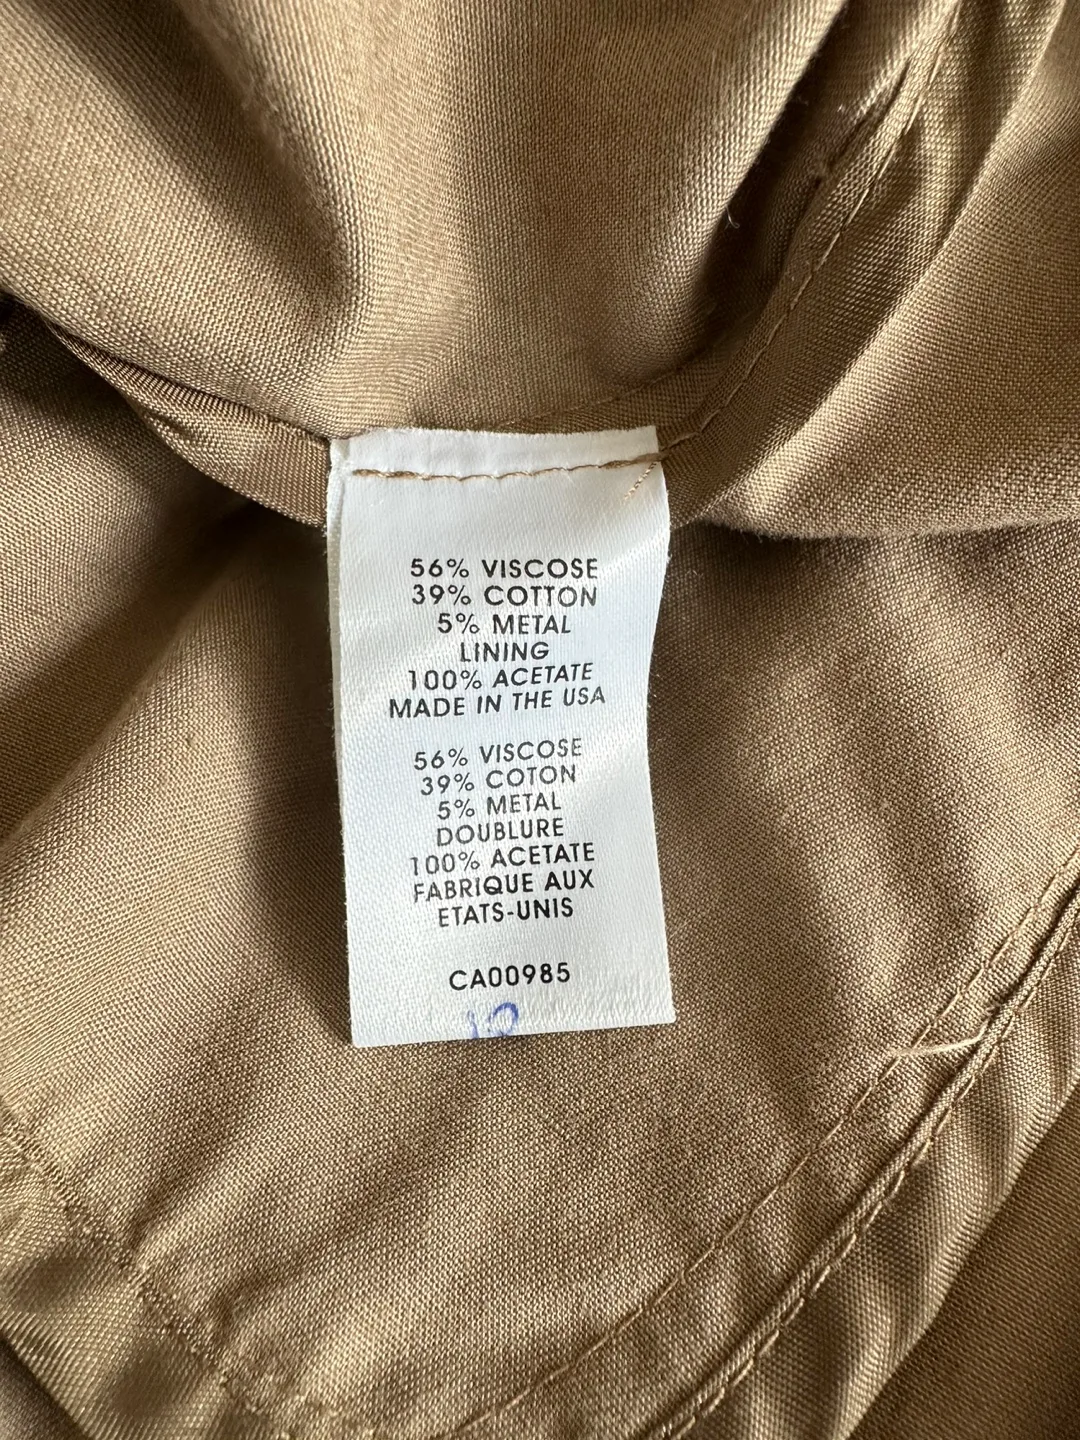 56% VISCOSE
39% COTTON
5% METAL
LINING
100% ACETATE
MADE IN THE USA
56% VISCOSE
39% COTON
5% METAL
DOUBLURE
100% ACETATE
FABRIQUE AUX
ETATS-UNIS
CA00985